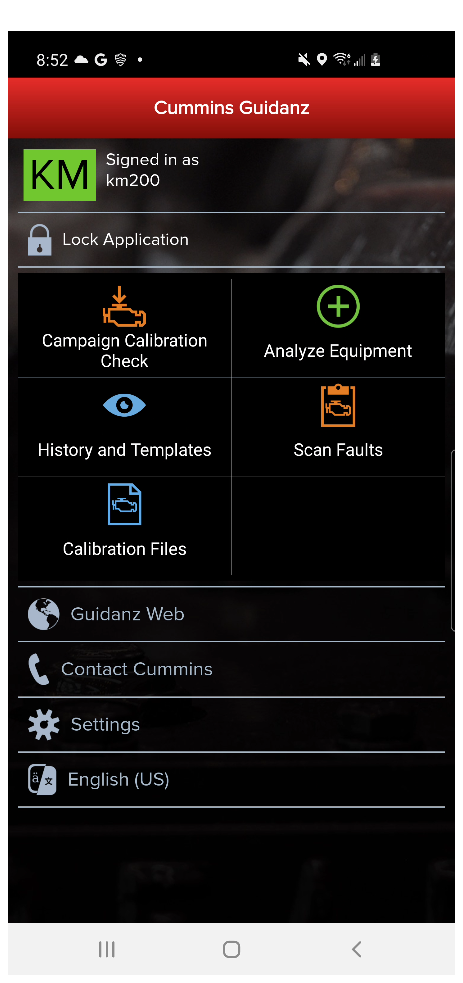 8:52
G
Cummins Guidanz
KM
Signed in as
km200
Lock Application
Campaign Calibration
Check
Analyze Equipment
History and Templates
Scan Faults
Calibration Files
Guidanz Web
Contact Cummins
Settings
ä 文
English (US)